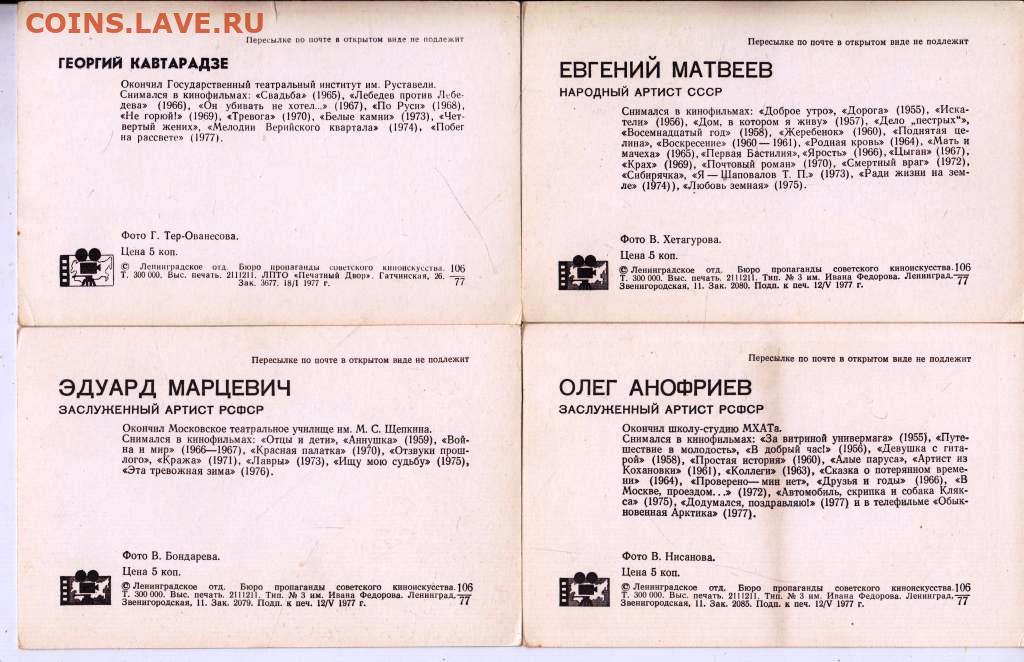 COINS.LAVE.RU
Пересылке по почте в открытом виде не подлежит
ГЕОРГИЙ КАВТАРАДЗЕ
Окончил Государственный театральный институт им. Руставели.
Снимался в кинофильмах: «Свадьба» (1965), «Лебедев против Лебе-
дева» (1966), «Он убивать не хотел...» (1967), «По Руси» (1968),
«Не горюй!» (1969), «Тревога» (1970), «Белые камни» (1973), «Чет-
вертый жених», «Мелодии Верийского квартала» (1974), «Побег
на рассвете» (1977).
Фото Г. Тер-Ованесова.
Цена 5 коп.
© Ленинградское отд. Бюро пропаганды советского киноискусства. 106
Т. 300 000. Выс. печать. 2111211. ЛПТО «Печатный Двор». Гатчинская, 26. 77
Зак. 3677. 18/I 1977 г.
Пересылке по почте в открытом виде не подлежит
ЕВГЕНИЙ МАТВЕЕВ
НАРОДНЫЙ АРТИСТ СССР
Снимался в кинофильмах: «Доброе утро», «Дорога» (1955), «Иска-
тели» (1956), «Дом, в котором я живу» (1957), «Дело „пестрых“»,
«Восемнадцатый год» (1958), «Жеребенок» (1960), «Поднятая це-
лина», «Воскресение» (1960—1961), «Родная кровь» (1964), «Мать и
мачеха» (1965), «Первая Бастилия», «Ярость» (1966), «Цыган» (1967),
«Крах» (1969), «Почтовый роман» (1970), «Смертный враг» (1972),
«Сибирячка», «Я — Шаповалов Т. П.» (1973), «Ради жизни на зем-
ле» (1974)), «Любовь земная» (1975).
Фото В. Хетагурова.
Цена 5 коп.
© Ленинградское отд. Бюро пропаганды советского киноискусства. 106
Т. 300 000. Выс. печать. 2111211. Тип. № 3 им. Ивана Федорова. Ленинград, 77
Звенигородская, 11. Зак. 2080. Подп. к печ. 12/V 1977 г.
Пересылке по почте в открытом виде не подлежит
ЭДУАРД МАРЦЕВИЧ
ЗАСЛУЖЕННЫЙ АРТИСТ РСФСР
Окончил Московское театральное училище им. М. С. Щепкина.
Снимался в кинофильмах: «Отцы и дети», «Аннушка» (1959), «Вой-
на и мир» (1966—1967), «Красная палатка» (1970), «Отзвуки прош-
лого», «Кража» (1971), «Лавры» (1973), «Ищу мою судьбу» (1975),
«Эта тревожная зима» (1976).
Фото В. Бондарева.
Цена 5 коп.
© Ленинградское отд. Бюро пропаганды советского киноискусства. 106
Т. 300 000. Выс. печать. 2111211. Тип. № 3 им. Ивана Федорова. Ленинград, 77
Звенигородская, 11. Зак. 2079. Подп. к печ. 12/V 1977 г.
Пересылке по почте в открытом виде не подлежит
ОЛЕГ АНОФРИЕВ
ЗАСЛУЖЕННЫЙ АРТИСТ РСФСР
Окончил школу-студию МХАТа.
Снимался в кинофильмах: «За витриной универмага» (1955), «Путе-
шествие в молодость», «В добрый час!» (1956), «Девушка с гита-
рой» (1958), «Простая история» (1960), «Алые паруса», «Артист из
Кохановки» (1961), «Коллеги» (1963), «Сказка о потерянном време-
ни» (1964), «Проверено—мин нет», «Друзья и годы» (1966), «В
Москве, проездом...» (1972), «Автомобиль, скрипка и собака Кляк-
са» (1975), «Додумался, поздравляю!» (1977) и в телефильме «Обык-
новенная Арктика» (1977).
Фото В. Нисанова.
Цена 5 коп.
© Ленинградское отд. Бюро пропаганды советского киноискусства. 106
Т. 300 000. Выс. печать. 2111211. Тип. № 3 им. Ивана Федорова. Ленинград, 77
Звенигородская, 11. Зак. 2085. Подп. к печ. 12/V 1977 г.